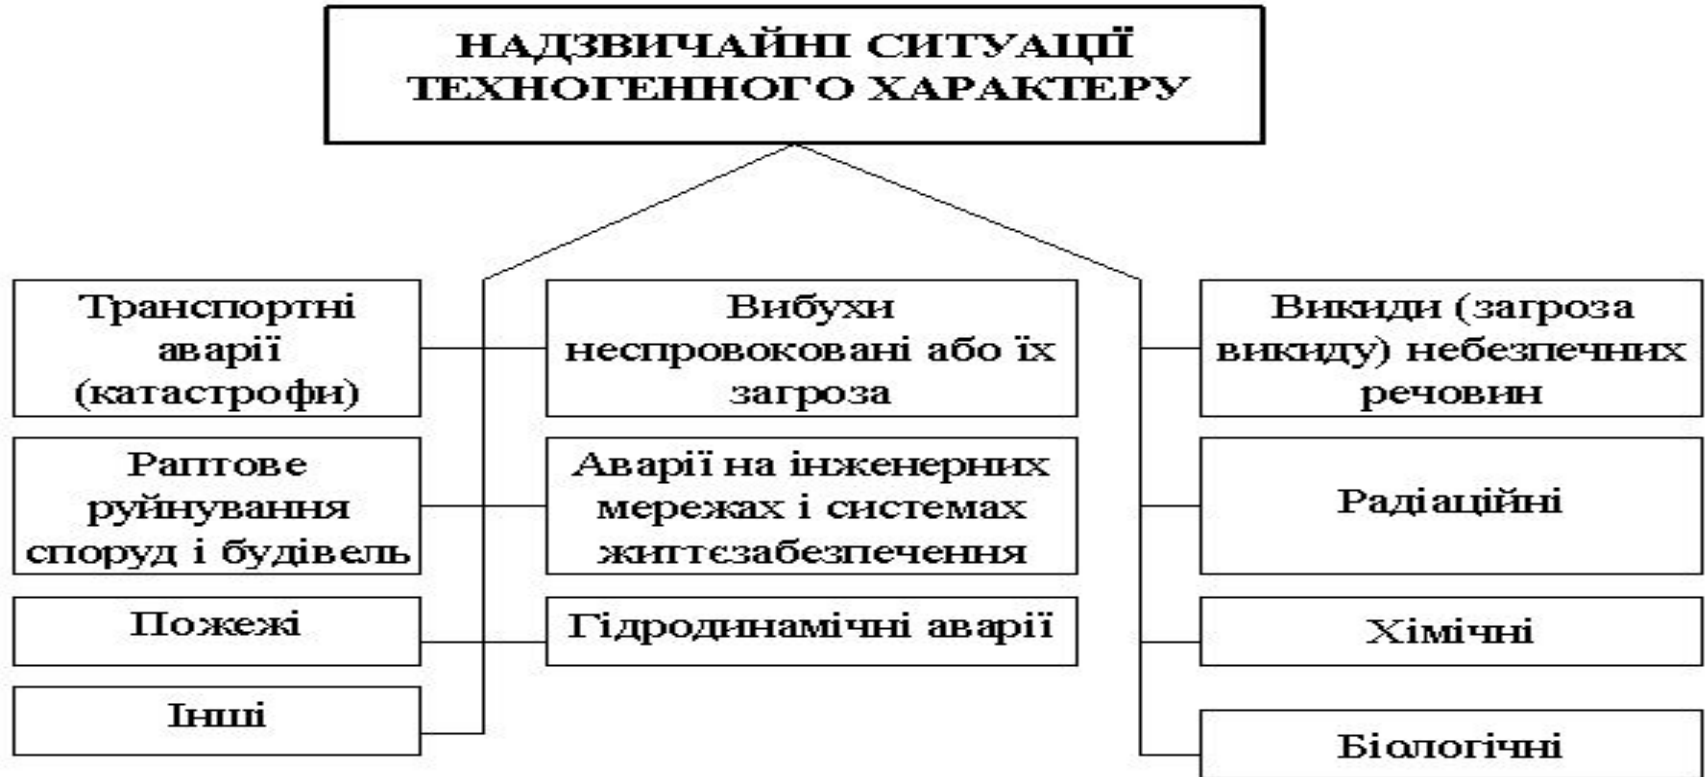 НАДЗВИЧАЙНІ СИТУАЦІЇ
ТЕХНОГЕННОГО ХАРАКТЕРУ
Транспортні
аварії
(катастрофи)
Вибухи
неспровоковані або їх
загроза
Викиди (загроза
викиду) небезпечних
речовин
Раптове
руйнування
споруд і будівель
Аварії на інженерних
мережах і системах
життєзабезпечення
Радіаційні
Пожежі
Гідродинамічні аварії
Хімічні
Інші
Біологічні